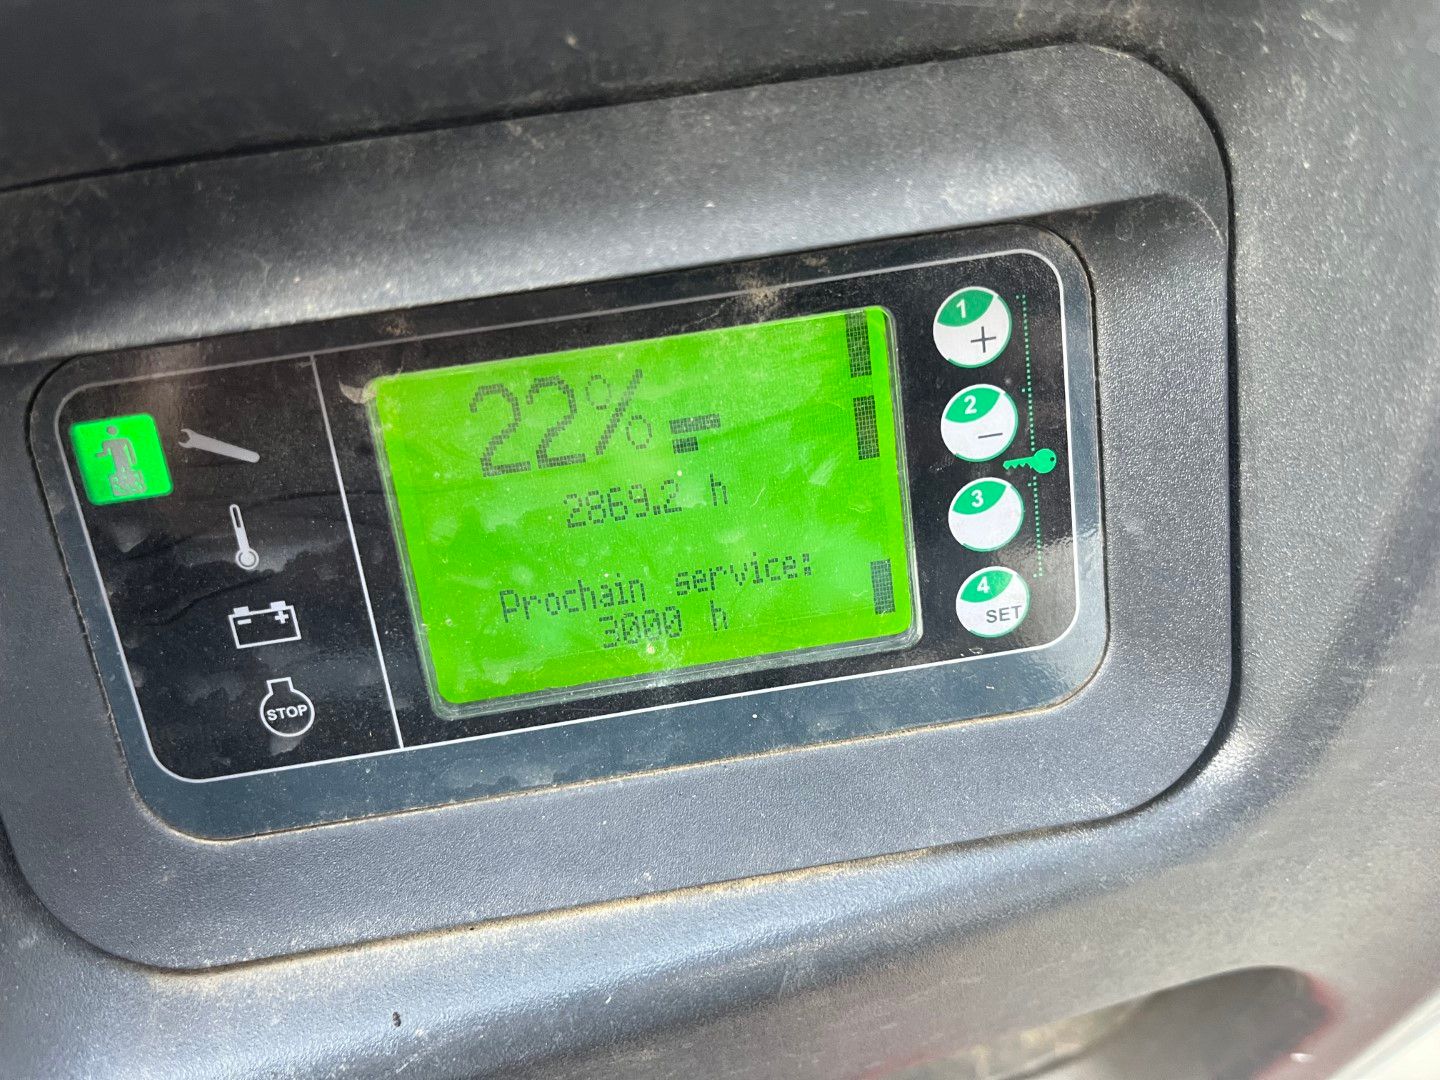 22%
2869.2 h
Prochain service:
3000 h
STOP
1
+
2
−
3
4
SET